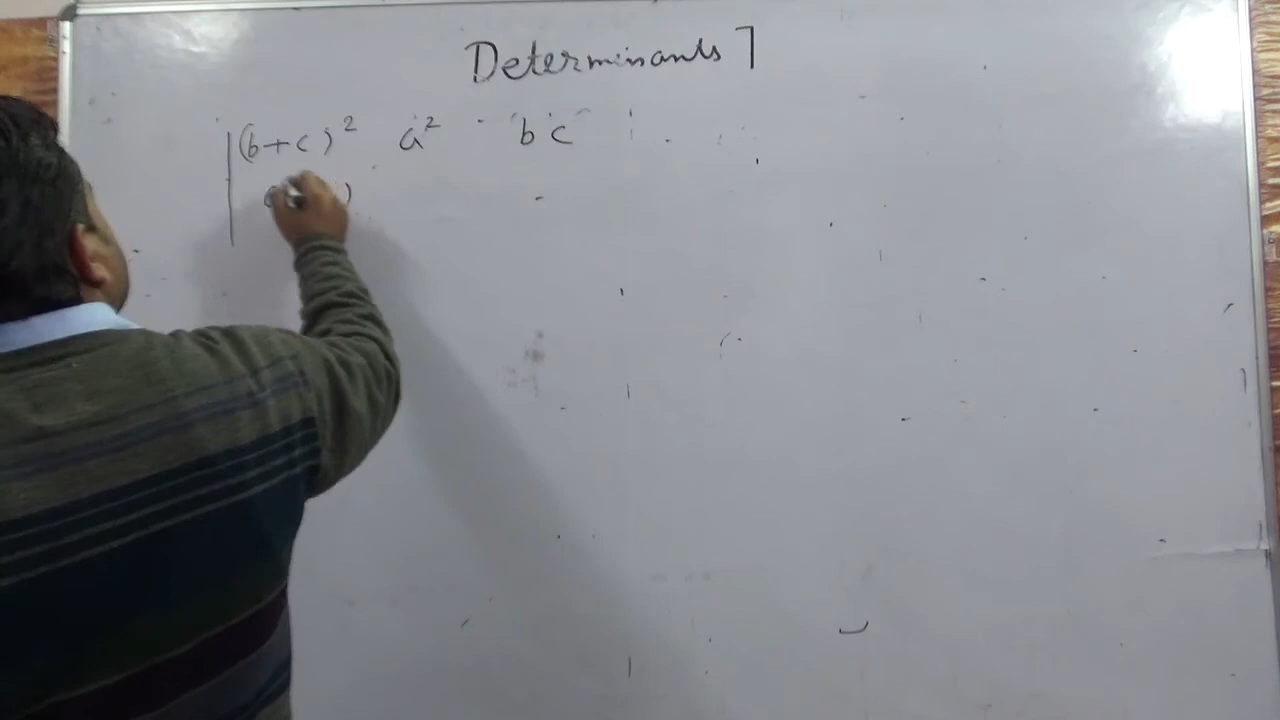 Determinants 7
|(b+c)² a² bc
)